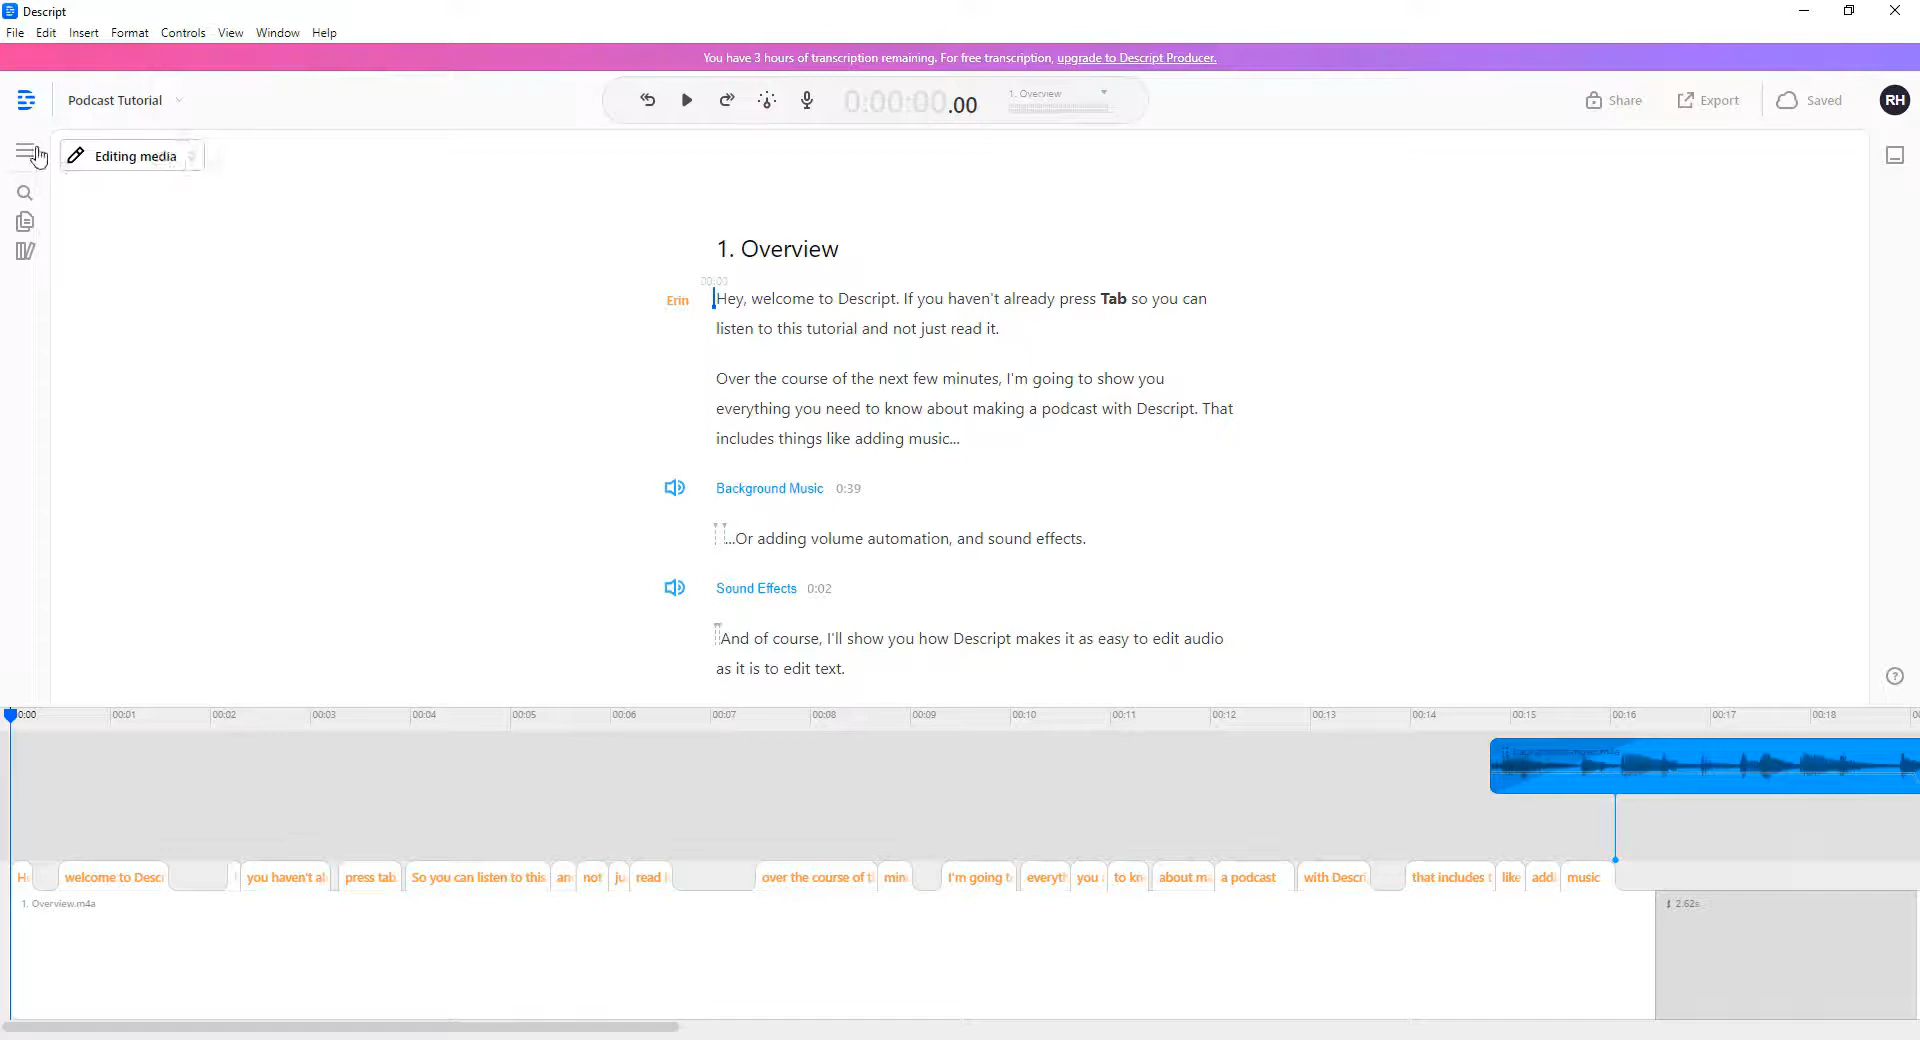 Descript
File Edit Insert Format Controls View Window Help
You have 3 hours of transcription remaining. For free transcription, upgrade to Descript Producer.
Podcast Tutorial
0:00:00.00
1. Overview
Share
Export
Saved
RH
Editing media
1. Overview
00:00
Erin
Hey, welcome to Descript. If you haven't already press Tab so you can
listen to this tutorial and not just read it.
Over the course of the next few minutes, I'm going to show you
everything you need to know about making a podcast with Descript. That
includes things like adding music...
Background Music 0:39
...Or adding volume automation, and sound effects.
Sound Effects 0:02
And of course, I'll show you how Descript makes it as easy to edit audio
as it is to edit text.
?
0:00 00:01 00:02 00:03 00:04 00:05 00:06 00:07 00:08 00:09 00:10 00:11 00:12 00:13 00:14 00:15 00:16 00:17 00:18
H welcome to Descr you haven't al press tab So you can listen to this an not ju read over the course of t min I'm going t everyt you to kn about m a podcast with Descri that includes t like addi music
1. Overview.m4a
2.62s